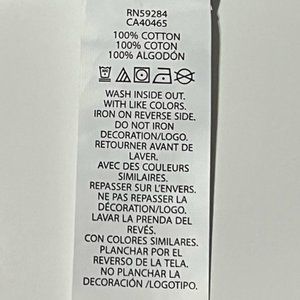 RN59284
CA40465
100% COTTON
100% COTON
100% ALGODÓN
WASH INSIDE OUT.
WITH LIKE COLORS.
IRON ON REVERSE SIDE.
DO NOT IRON
DECORATION/LOGO.
RETOURNER AVANT DE
LAVER.
AVEC DES COULEURS
SIMILAIRES.
REPASSER SUR L'ENVERS.
NE PAS REPASSER LA
DÉCORATION/LOGO.
LAVAR LA PRENDA DEL
REVÉS.
CON COLORES SIMILARES.
PLANCHAR POR EL
REVERSO DE LA TELA.
NO PLANCHAR LA
DECORACIÓN /LOGOTIPO.